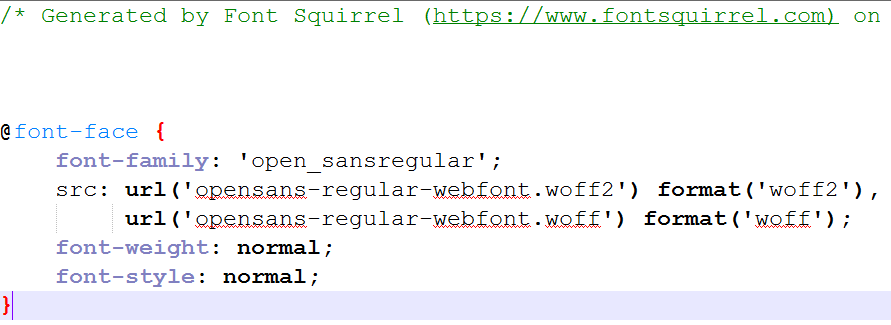 /* Generated by Font Squirrel (https://www.fontsquirrel.com) on
@font-face {
font-family: 'open_sansregular';
src: url('opensans-regular-webfont.woff2') format('woff2'),
url('opensans-regular-webfont.woff') format('woff');
font-weight: normal;
font-style: normal;
}